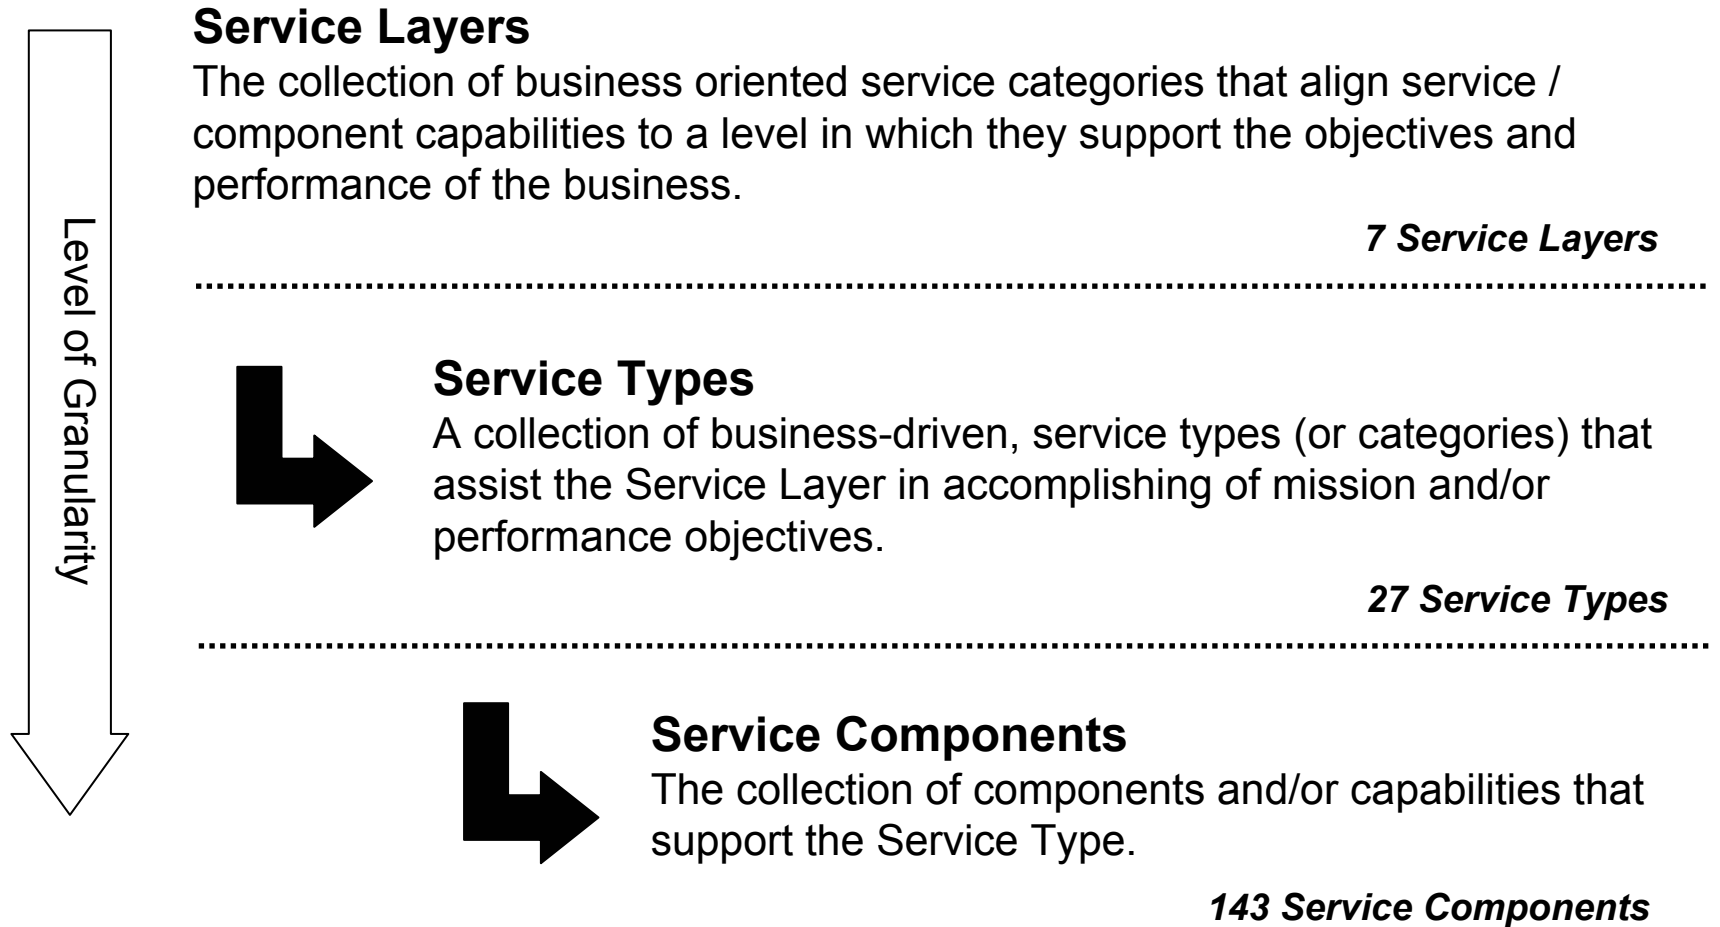 Service Layers
The collection of business oriented service categories that align service /
component capabilities to a level in which they support the objectives and
performance of the business.
7 Service Layers
Level of Granularity
Service Types
A collection of business-driven, service types (or categories) that
assist the Service Layer in accomplishing of mission and/or
performance objectives.
27 Service Types
Service Components
The collection of components and/or capabilities that
support the Service Type.
143 Service Components